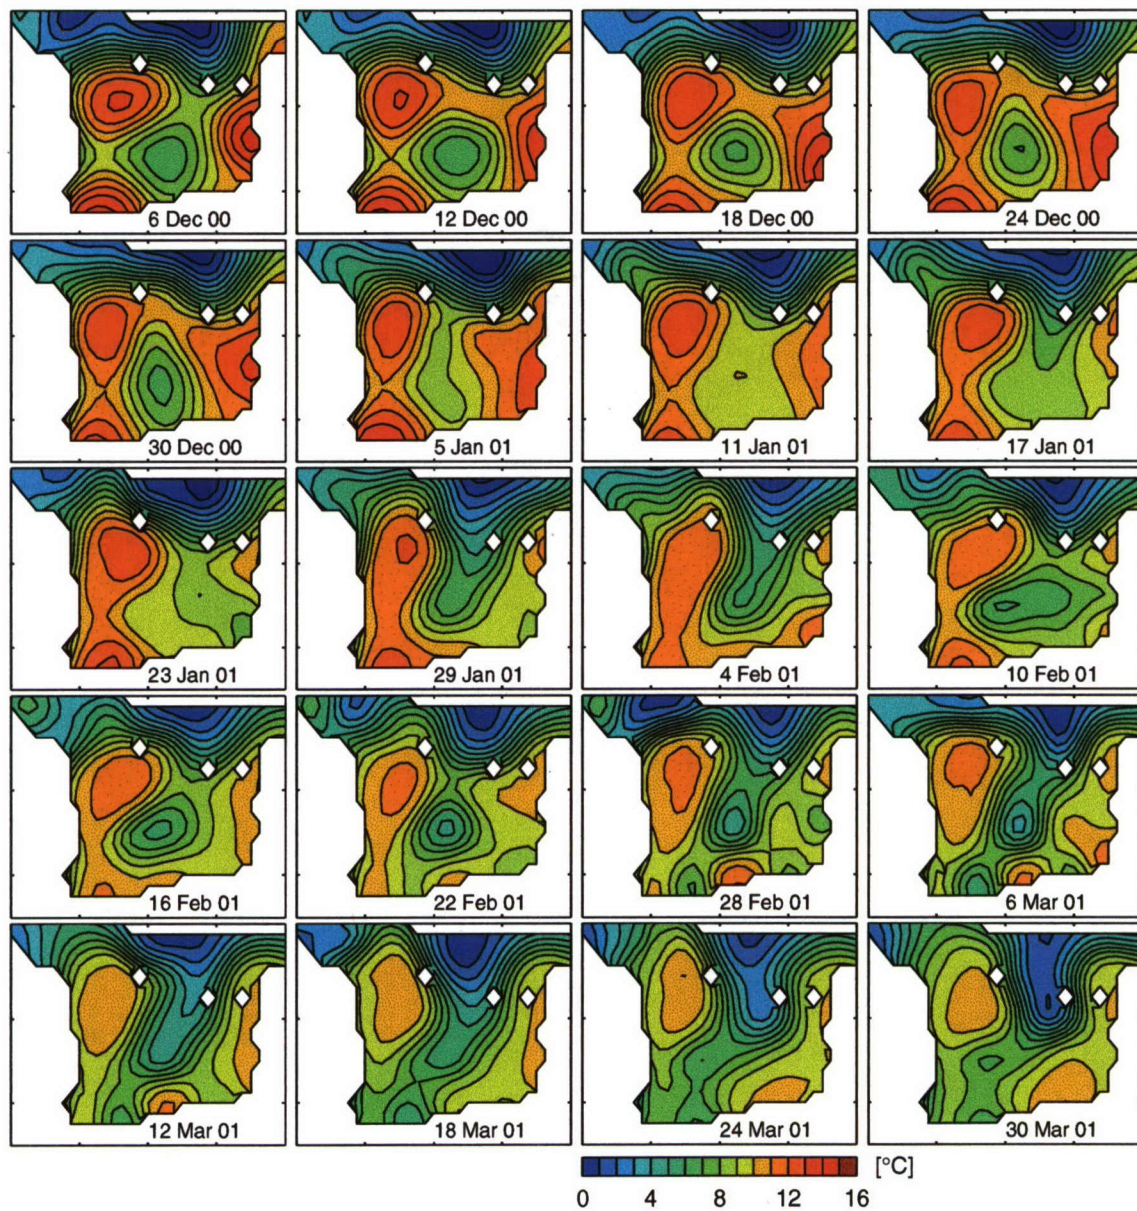 6 Dec 00
12 Dec 00
18 Dec 00
24 Dec 00
30 Dec 00
5 Jan 01
11 Jan 01
17 Jan 01
23 Jan 01
29 Jan 01
4 Feb 01
10 Feb 01
16 Feb 01
22 Feb 01
28 Feb 01
6 Mar 01
12 Mar 01
18 Mar 01
24 Mar 01
30 Mar 01
[°C]
0 4 8 12 16